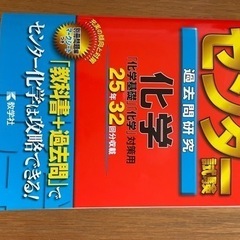 センター試験
過去問研究
化学
「化学基礎」「化学」対策用
25年32回分収載
「教科書+過去問」で
センター化学は攻略できる!
教学社